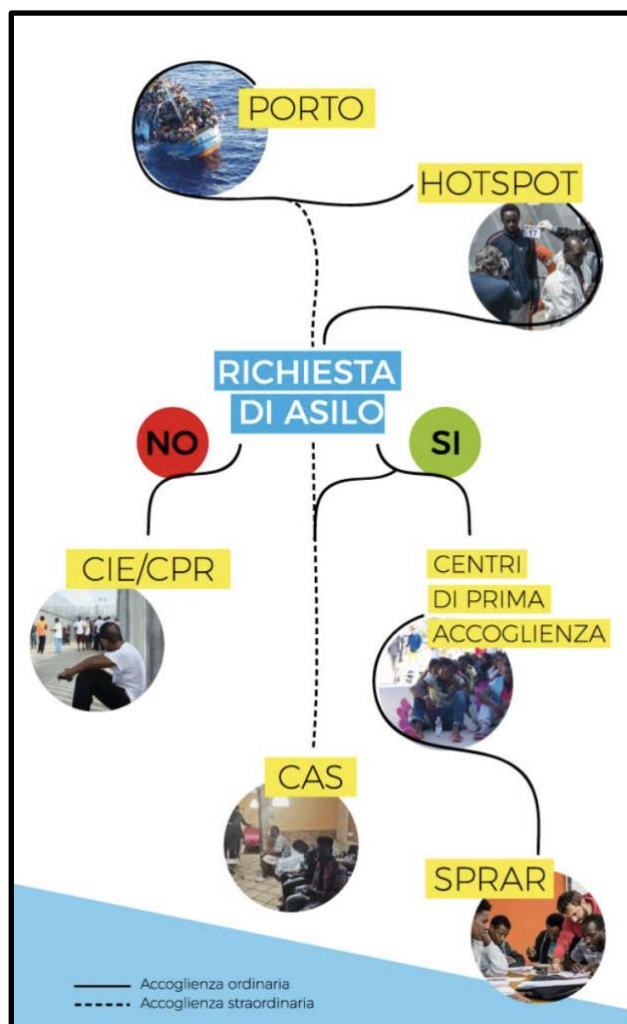 PORTO
HOTSPOT
RICHIESTA
DI ASILO
NO
SI
CIE/CPR
CENTRI
DI PRIMA
ACCOGLIENZA
CAS
SPRAR
Accoglienza ordinaria
Accoglienza straordinaria